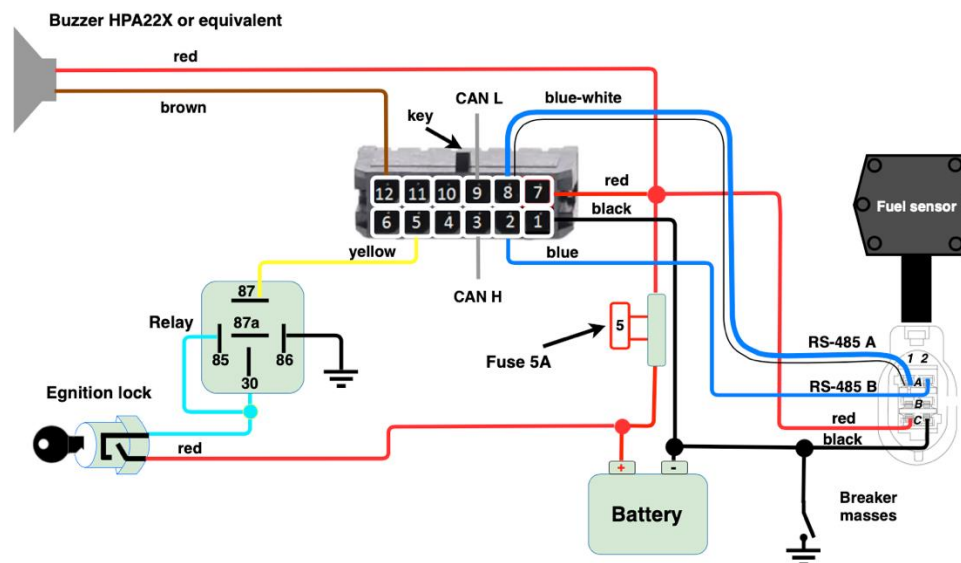 Buzzer HPA22X or equivalent
red
brown
CAN L
blue-white
key
12 11 10 9 8 7
red
6 5 4 3 2 1
black
yellow
blue
CAN H
Fuel sensor
87
Relay
87a
85
86
30
5
Fuse 5A
RS-485 A
1 2
A
RS-485 B
B
C
red
black
Egnition lock
red
+
-
Battery
Breaker
masses